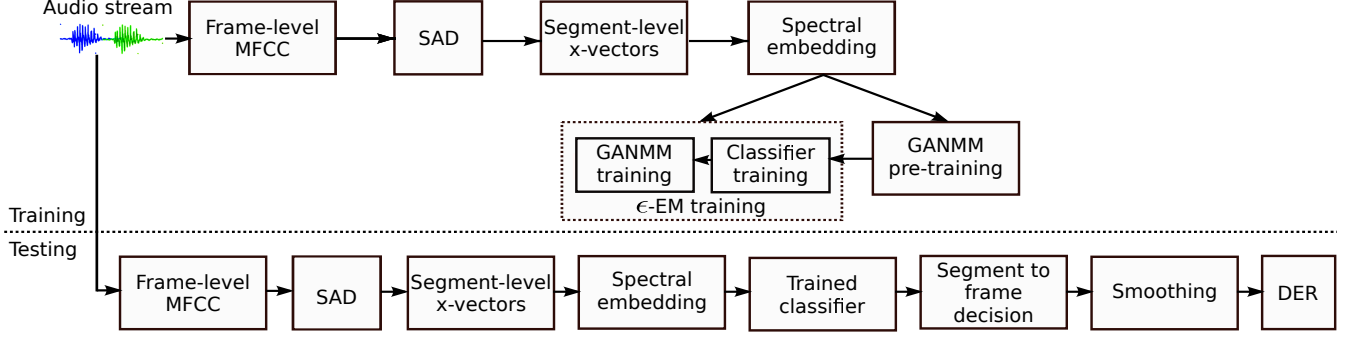 Audio stream
Frame-level
MFCC
SAD
Segment-level
x-vectors
Spectral
embedding
GANMM
training
Classifier
training
GANMM
pre-training
ϵ-EM training
Training
Testing
Frame-level
MFCC
SAD
Segment-level
x-vectors
Spectral
embedding
Trained
classifier
Segment to
frame
decision
Smoothing
DER